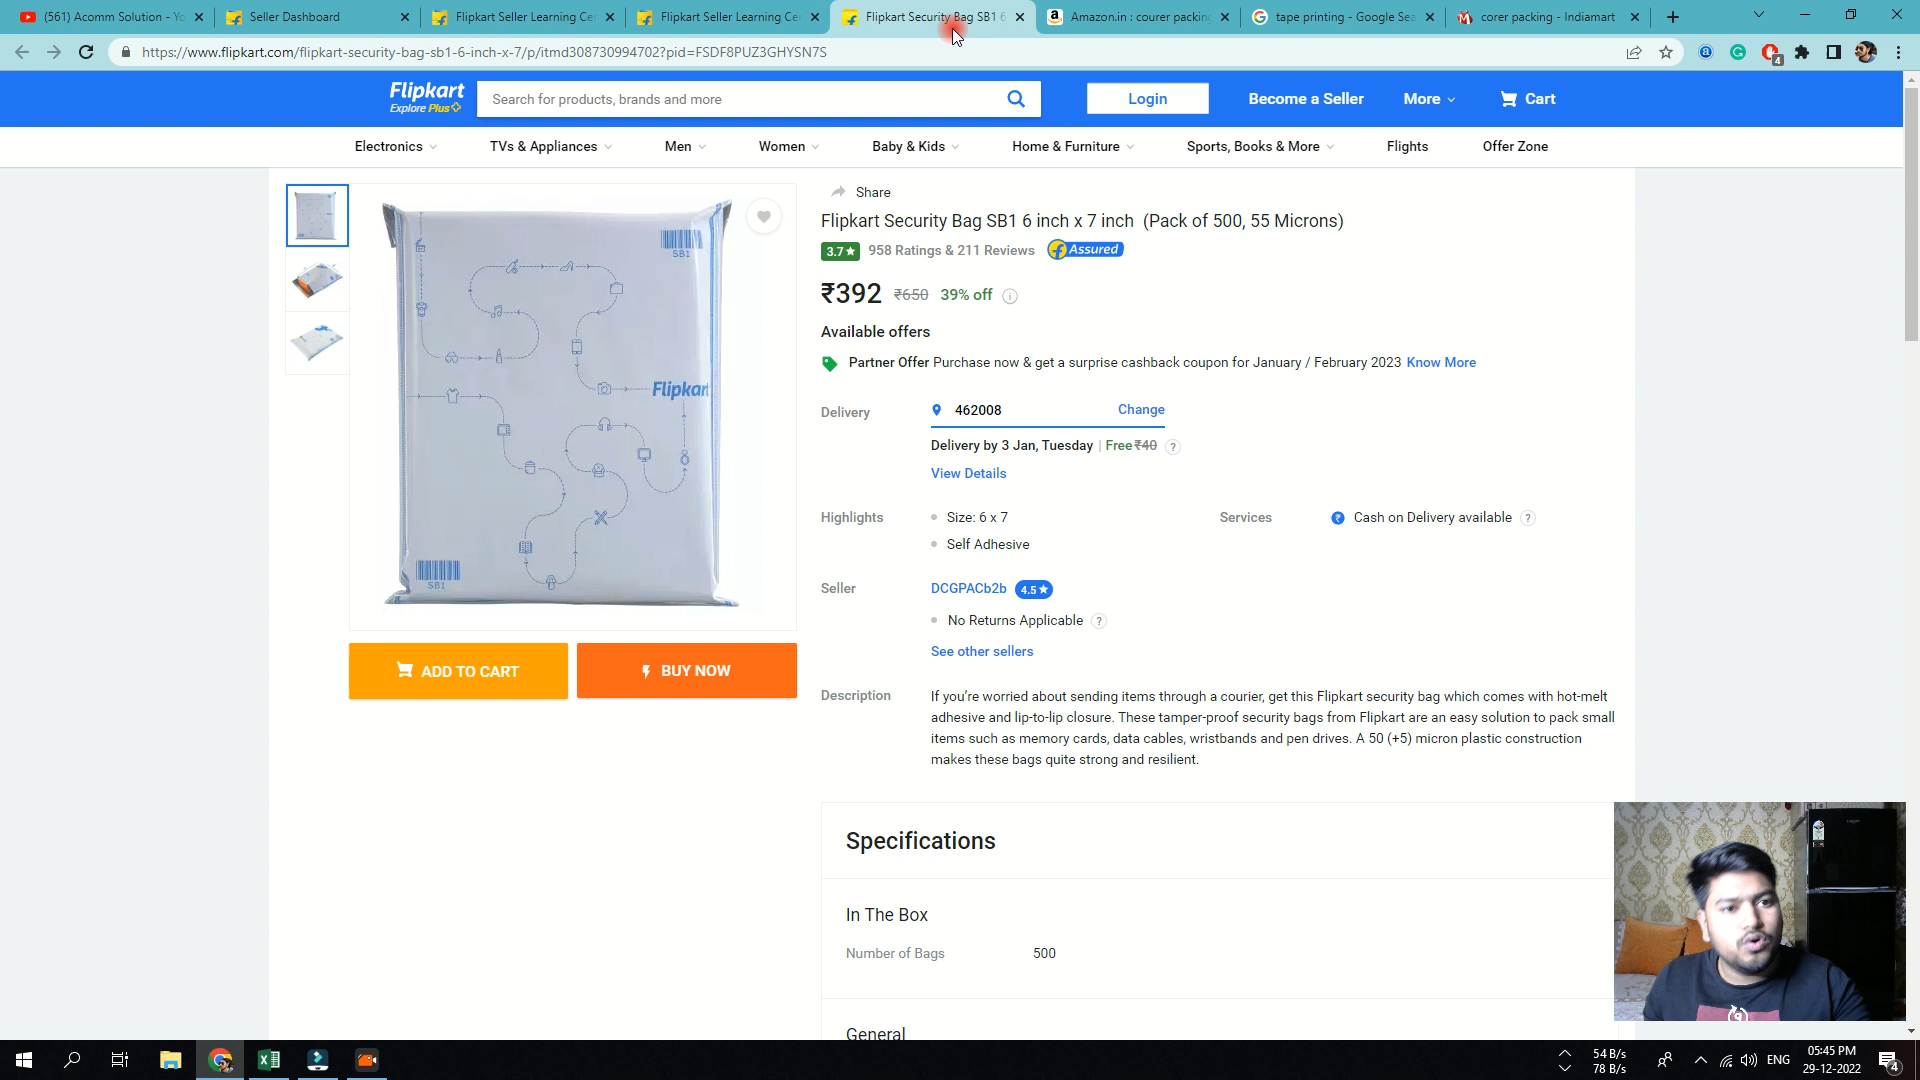 (561) Acomm Solution - Yo
Seller Dashboard
Flipkart Seller Learning Ce
Flipkart Seller Learning Ce
Flipkart Security Bag SB1 6
Amazon.in : courer packing
tape printing - Google Sea
corer packing - Indiamart
https://www.flipkart.com/flipkart-security-bag-sb1-6-inch-x-7/p/itmd308730994702?pid=FSDF8PUZ3GHYSN7S
4
Flipkart
Explore Plus
Search for products, brands and more
Login
Become a Seller
More
Cart
Electronics
TVs & Appliances
Men
Women
Baby & Kids
Home & Furniture
Sports, Books & More
Flights
Offer Zone
SB1
Flipkart
SB1
Share
Flipkart Security Bag SB1 6 inch x 7 inch (Pack of 500, 55 Microns)
3.7★ 958 Ratings & 211 Reviews Assured
₹392 ₹650 39% off i
Available offers
Partner Offer Purchase now & get a surprise cashback coupon for January / February 2023 Know More
Delivery 462008 Change
Delivery by 3 Jan, Tuesday | Free ₹40 ?
View Details
Highlights
Size: 6 x 7
Self Adhesive
Services
₹ Cash on Delivery available ?
Seller DCGPACb2b 4.5★
No Returns Applicable ?
See other sellers
ADD TO CART
BUY NOW
Description
If you're worried about sending items through a courier, get this Flipkart security bag which comes with hot-melt
adhesive and lip-to-lip closure. These tamper-proof security bags from Flipkart are an easy solution to pack small
items such as memory cards, data cables, wristbands and pen drives. A 50 (+5) micron plastic construction
makes these bags quite strong and resilient.
Specifications
In The Box
Number of Bags 500
General
54 B/s
78 B/s
ENG
05:45 PM
29-12-2022
4